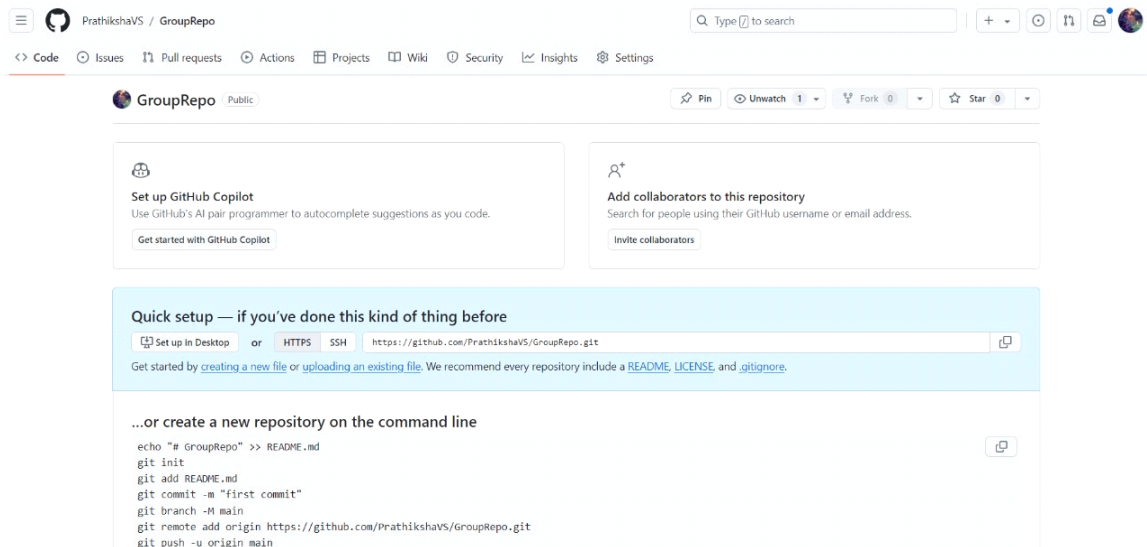 PrathikshaVS / GroupRepo
Type / to search
Code Issues Pull requests Actions Projects Wiki Security Insights Settings
GroupRepo Public
Pin Unwatch 1 Fork 0 Star 0
Set up GitHub Copilot
Use GitHub's AI pair programmer to autocomplete suggestions as you code.
Get started with GitHub Copilot
Add collaborators to this repository
Search for people using their GitHub username or email address.
Invite collaborators
Quick setup — if you've done this kind of thing before
Set up in Desktop or HTTPS SSH https://github.com/PrathikshaVS/GroupRepo.git
Get started by creating a new file or uploading an existing file. We recommend every repository include a README, LICENSE, and .gitignore.
...or create a new repository on the command line
echo "# GroupRepo" >> README.md
git init
git add README.md
git commit -m "first commit"
git branch -M main
git remote add origin https://github.com/PrathikshaVS/GroupRepo.git
git push -u origin main